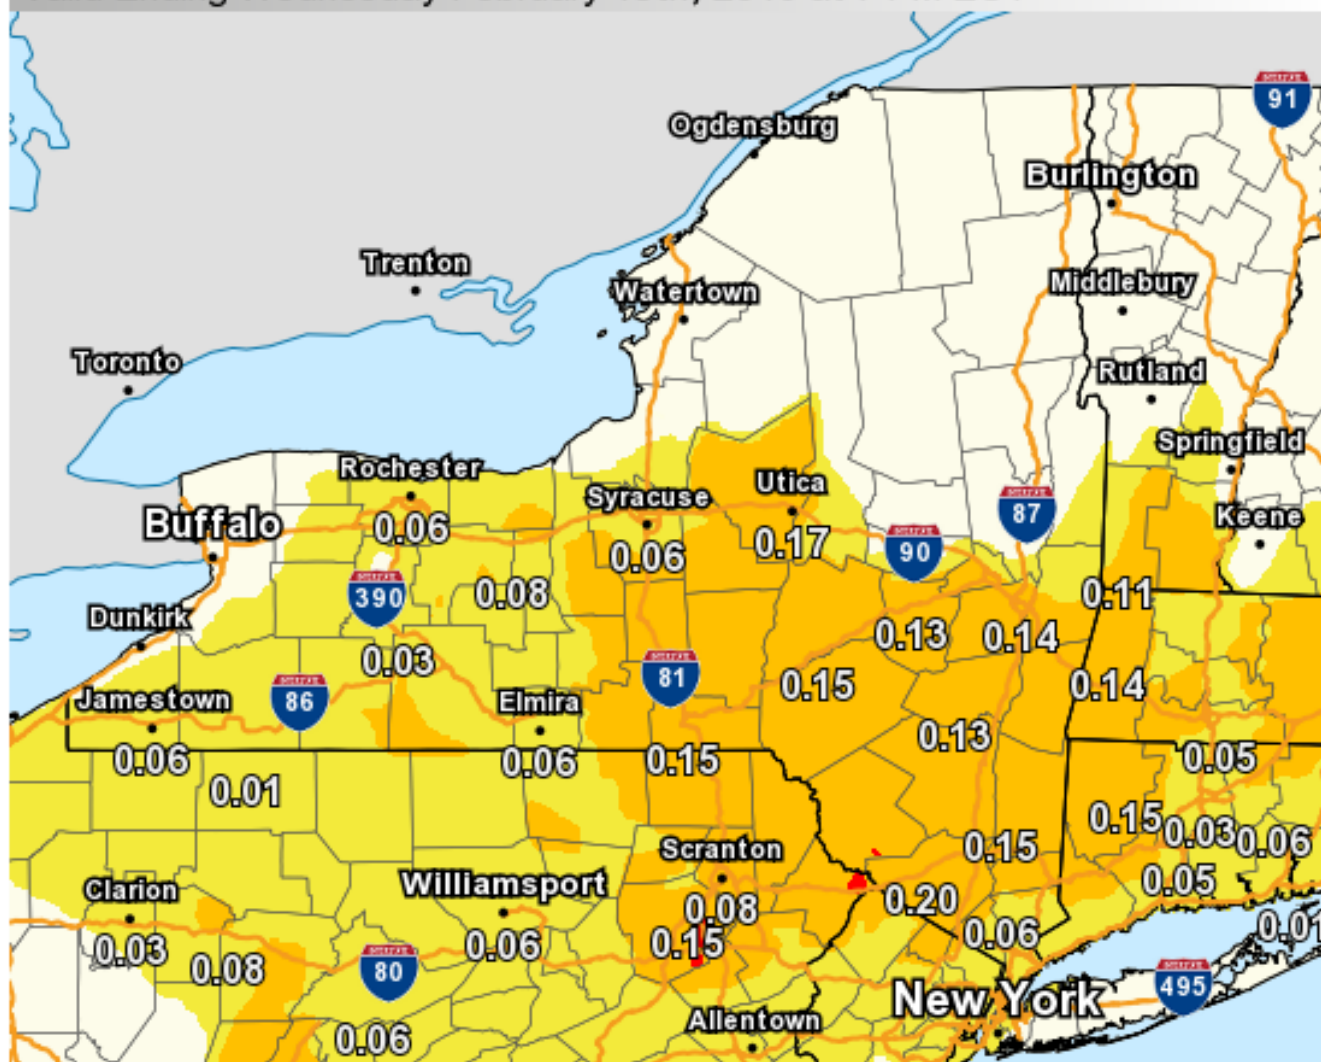 91
Ogdensburg
Burlington
Trenton
Middlebury
Watertown
Toronto
Rutland
Springfield
Rochester
Utica
Syracuse
87
Buffalo
0.06
Keene
0.17
90
0.06
390
0.08
0.11
Dunkirk
0.13
0.14
0.03
81
0.15
0.14
86
Jamestown
Elmira
0.13
0.06
0.06
0.15
0.05
0.01
0.15
0.03
0.06
Scranton
0.15
Clarion
Williamsport
0.05
0.08
0.20
0.03
0.06
0.15
0.06
0.01
0.08
80
495
New York
Allentown
0.06